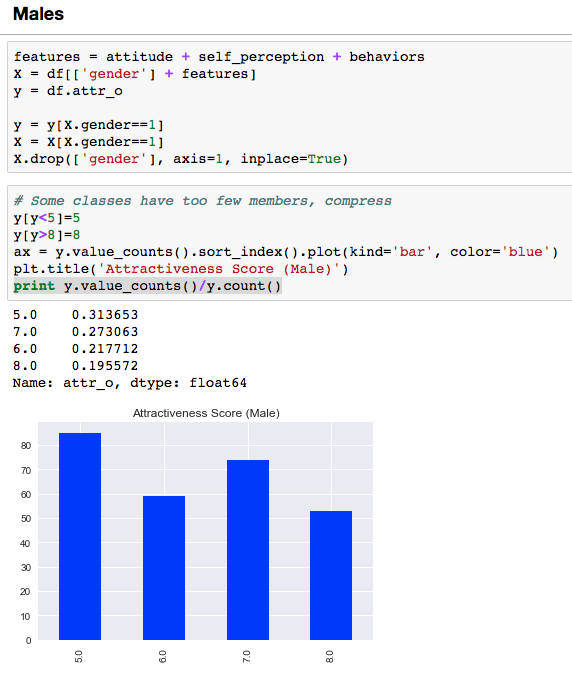 Males
features = attitude + self_perception + behaviors
X = df[['gender'] + features]
y = df.attr_o
y = y[X.gender==1]
X = X[X.gender==1]
X.drop(['gender'], axis=1, inplace=True)
# Some classes have too few members, compress
y[y<5]=5
y[y>8]=8
ax = y.value_counts().sort_index().plot(kind='bar', color='blue')
plt.title('Attractiveness Score (Male)')
print y.value_counts()/y.count()
5.0    0.313653
7.0    0.273063
6.0    0.217712
8.0    0.195572
Name: attr_o, dtype: float64
Attractiveness Score (Male)
80
70
60
50
40
30
20
10
0
5.0 6.0 7.0 8.0